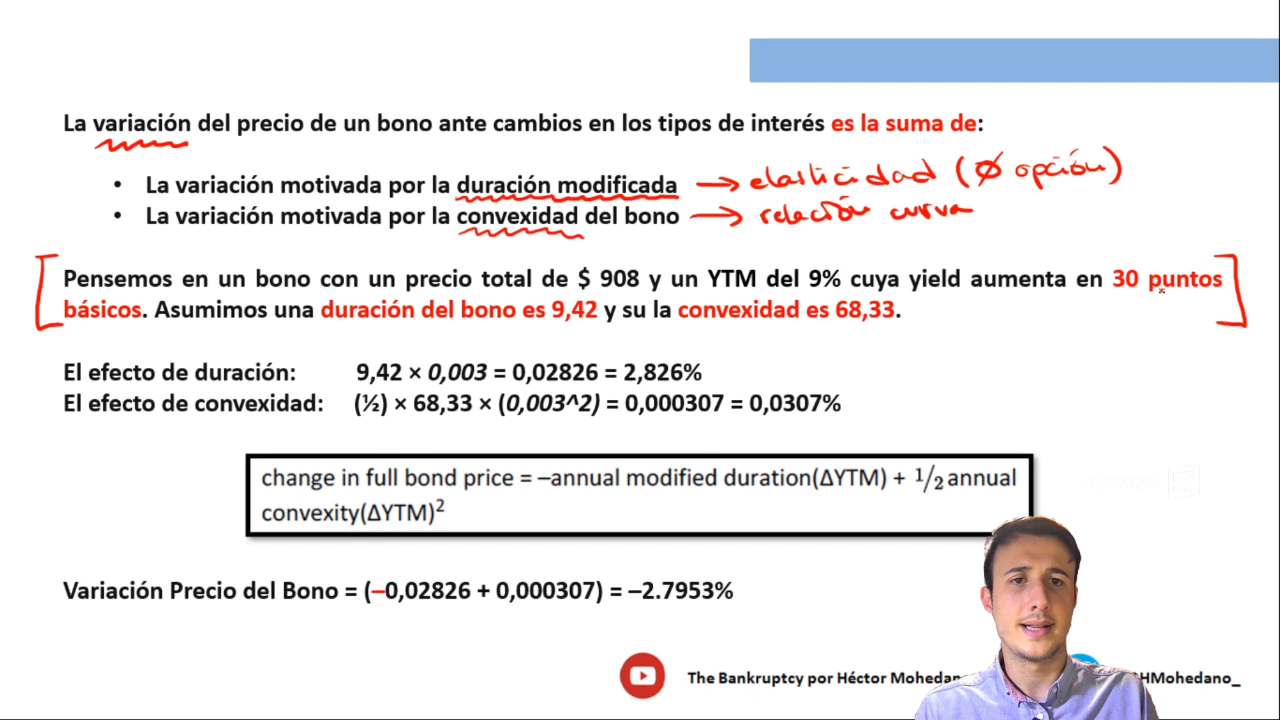 La variación del precio de un bono ante cambios en los tipos de interés es la suma de:
• La variación motivada por la duración modificada → elasticidad (Ø opción)
• La variación motivada por la convexidad del bono → relación curva
Pensemos en un bono con un precio total de $ 908 y un YTM del 9% cuya yield aumenta en 30 puntos
básicos. Asumimos una duración del bono es 9,42 y su la convexidad es 68,33.
El efecto de duración: 9,42 × 0,003 = 0,02826 = 2,826%
El efecto de convexidad: (½) × 68,33 × (0,003^2) = 0,000307 = 0,0307%
change in full bond price = –annual modified duration(ΔYTM) + 1/2 annual
convexity(ΔYTM)²
Variación Precio del Bono = (–0,02826 + 0,000307) = –2.7953%
The Bankruptcy por Héctor Mohedan
HMohedano_